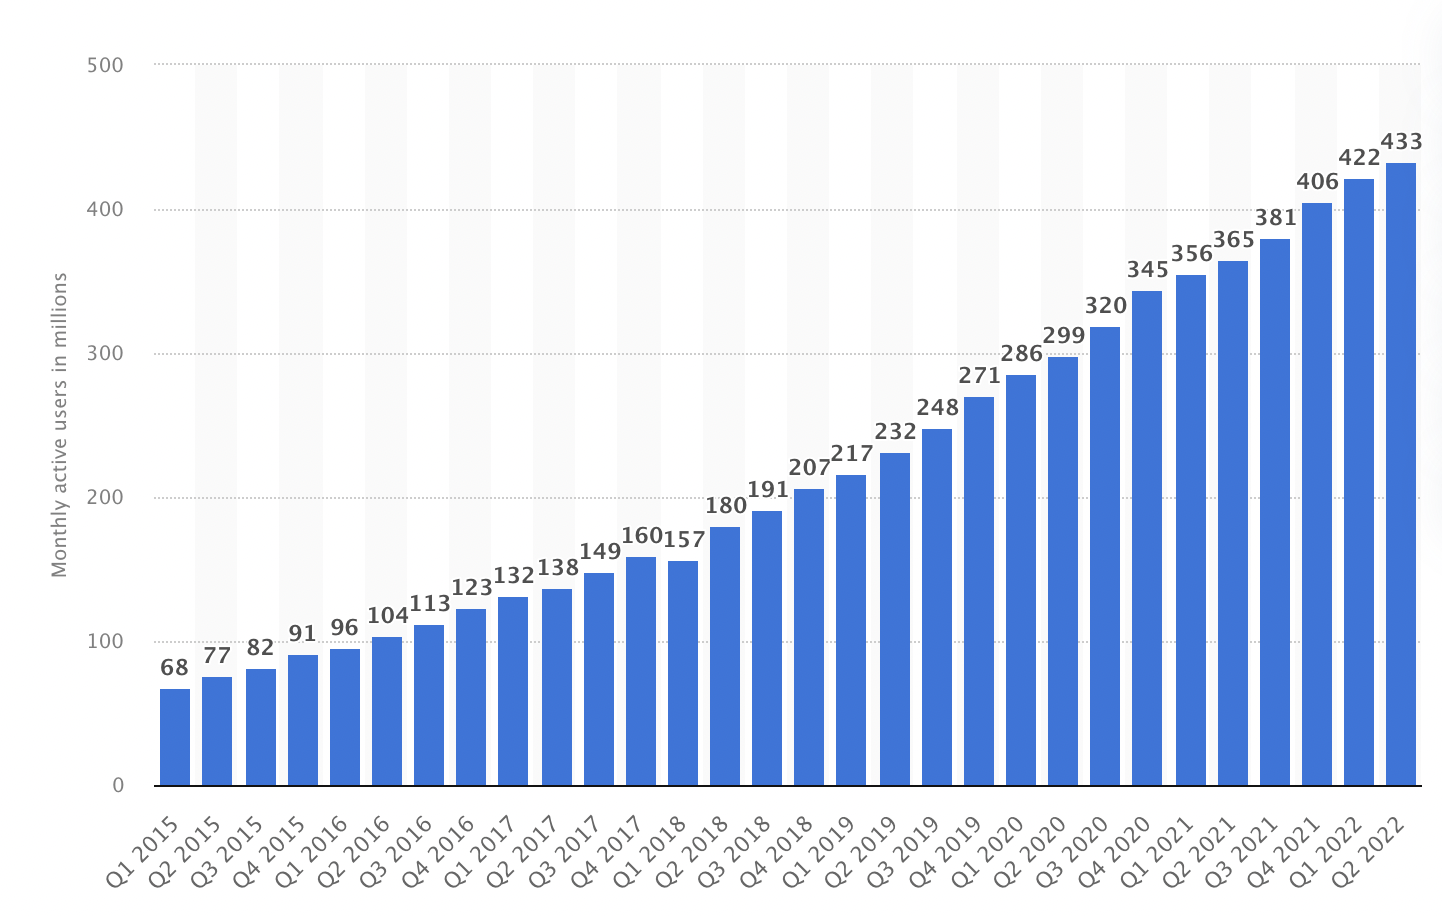 Monthly active users in millions
500
400
300
200
100
0
68
77
82
91
96
104
113
123
132
138
149
160
157
180
191
207
217
232
248
271
286
299
320
345
356
365
381
406
422
433
Q1 2015
Q2 2015
Q3 2015
Q4 2015
Q1 2016
Q2 2016
Q3 2016
Q4 2016
Q1 2017
Q2 2017
Q3 2017
Q4 2017
Q1 2018
Q2 2018
Q3 2018
Q4 2018
Q1 2019
Q2 2019
Q3 2019
Q4 2019
Q1 2020
Q2 2020
Q3 2020
Q4 2020
Q1 2021
Q2 2021
Q3 2021
Q4 2021
Q1 2022
Q2 2022